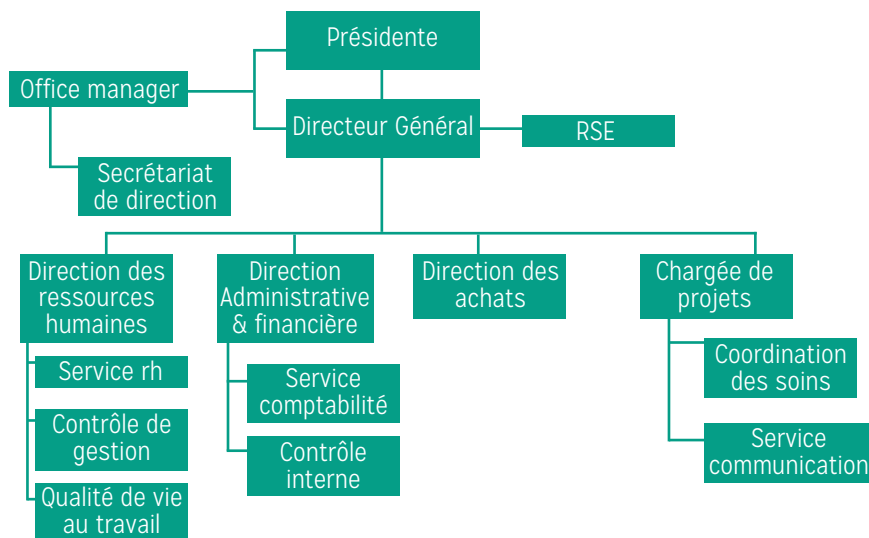 Présidente
Office manager
Directeur Général
RSE
Secrétariat
de direction
Direction des
ressources
humaines
Service rh
Contrôle de
gestion
Qualité de vie
au travail
Direction
Administrative
& financière
Service
comptabilité
Contrôle
interne
Direction des
achats
Chargée de
projets
Coordination
des soins
Service
communication